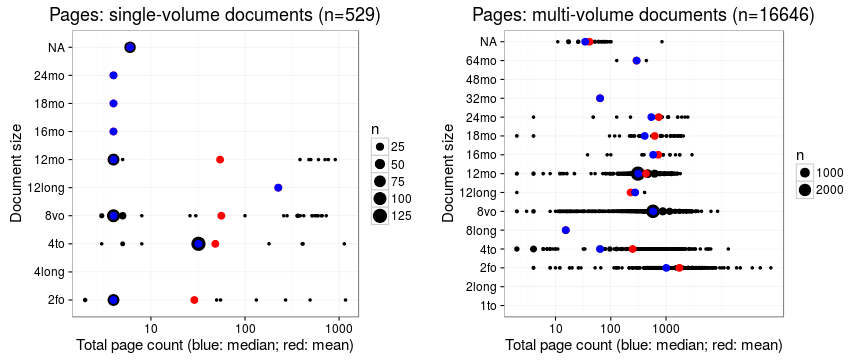 Pages: single-volume documents (n=529)
Document size
NA
24mo
18mo
16mo
12mo
12long
8vo
4to
4long
2fo
10
100
1000
Total page count (blue: median; red: mean)
n
25
50
75
100
125
Pages: multi-volume documents (n=16646)
Document size
NA
64mo
48mo
32mo
24mo
18mo
16mo
12mo
12long
8vo
8long
4to
2fo
2long
1to
10
100
1000
Total page count (blue: median; red: mean)
n
1000
2000